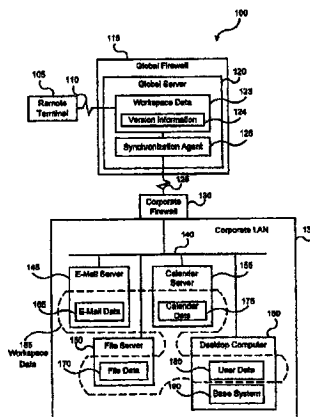 100
115
Global Firewall
120
Global Server
105
110
Remote Terminal
Workspace Data
123
Version Information
124
Synchronization Agent
126
Corporate Firewall
130
Corporate LAN
140
145
E-Mail Server
Calender Server
155
165
E-Mail Data
Calendar Data
175
185
Workspace Data
150
File Server
160
Desktop Computer
170
File Data
180
User Data
190
Base System